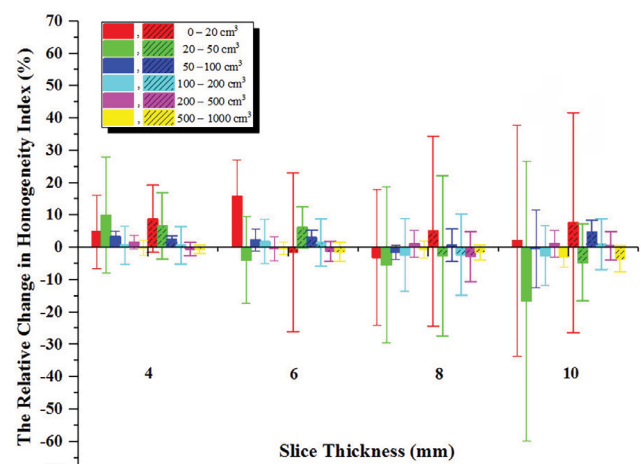 The Relative Change in Homogeneity Index (%)
70
60
50
40
30
20
10
0
-10
-20
-30
-40
-50
-60
, 0 – 20 cm³
, 20 – 50 cm³
, 50 – 100 cm³
, 100 – 200 cm³
, 200 – 500 cm³
, 500 – 1000 cm³
4 6 8 10
Slice Thickness (mm)